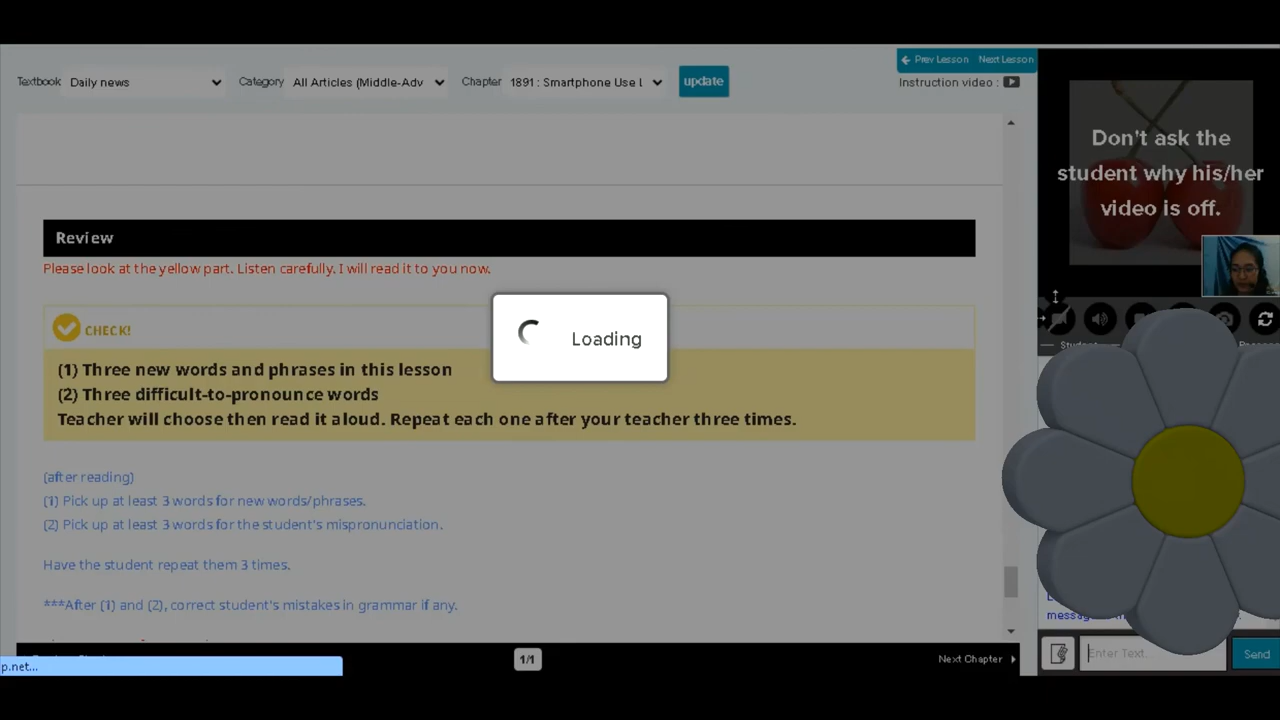 Prev Lesson Next Lesson
Textbook Daily news Category All Articles (Middle-Adv Chapter 1891 : Smartphone Use L update
Instruction video :
Don't ask the
student why his/her
video is off.
Review
Please look at the yellow part. Listen carefully. I will read it to you now.
CHECK!
Loading
(1) Three new words and phrases in this lesson
(2) Three difficult-to-pronounce words
Teacher will choose then read it aloud. Repeat each one after your teacher three times.
(after reading)
(1) Pick up at least 3 words for new words/phrases.
(2) Pick up at least 3 words for the student's mispronunciation.
Have the student repeat them 3 times.
***After (1) and (2), correct student's mistakes in grammar if any.
p.net...
1/1
Next Chapter
Enter Text.
Send